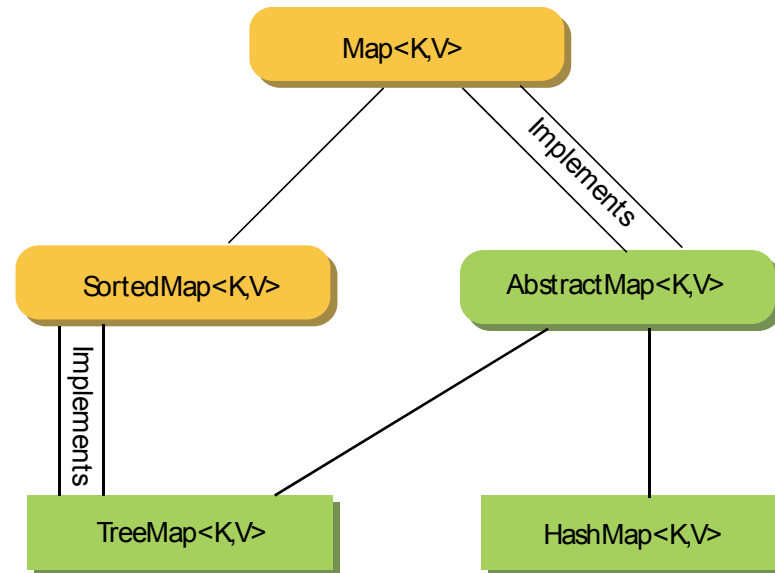 Map<K,V>
Implements
SortedMap<K,V>
AbstractMap<K,V>
Implements
TreeMap<K,V>
HashMap<K,V>